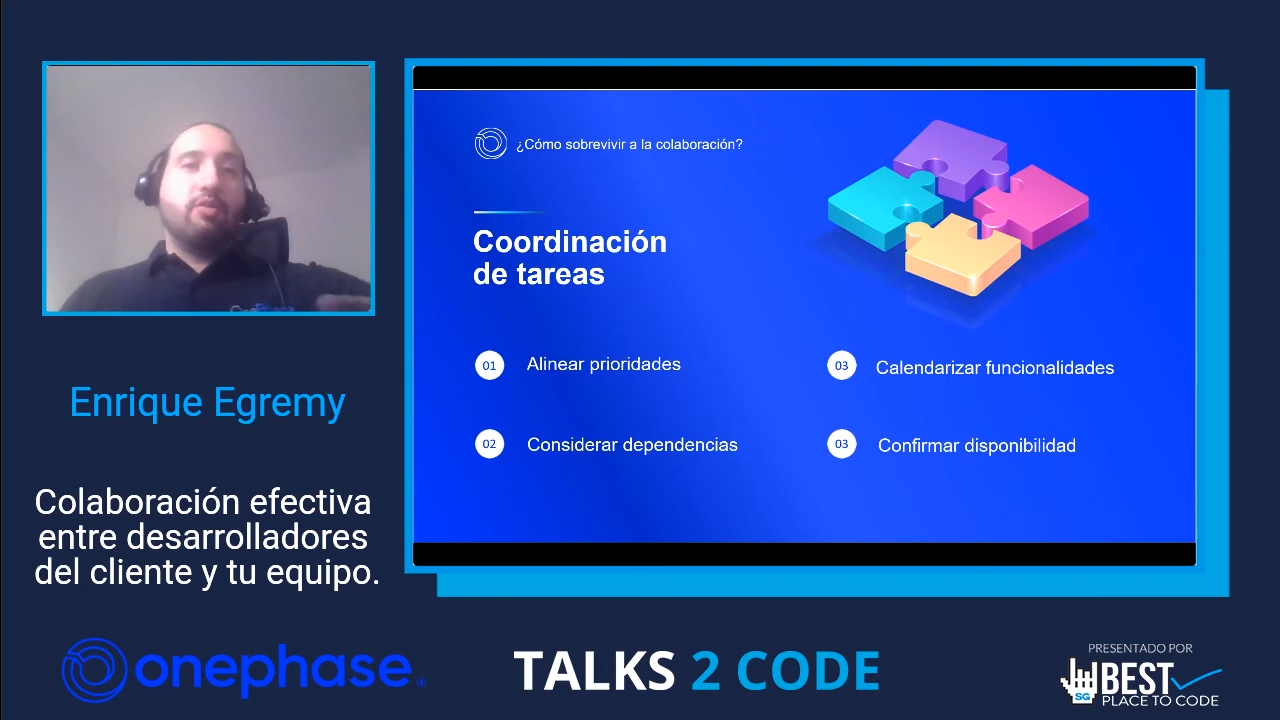 ¿Cómo sobrevivir a la colaboración?
Coordinación
de tareas
01 Alinear prioridades
03 Calendarizar funcionalidades
02 Considerar dependencias
03 Confirmar disponibilidad
Enrique Egremy
Colaboración efectiva
entre desarrolladores
del cliente y tu equipo.
onephase
TALKS 2 CODE
PRESENTADO POR
SG
BEST
PLACE TO CODE